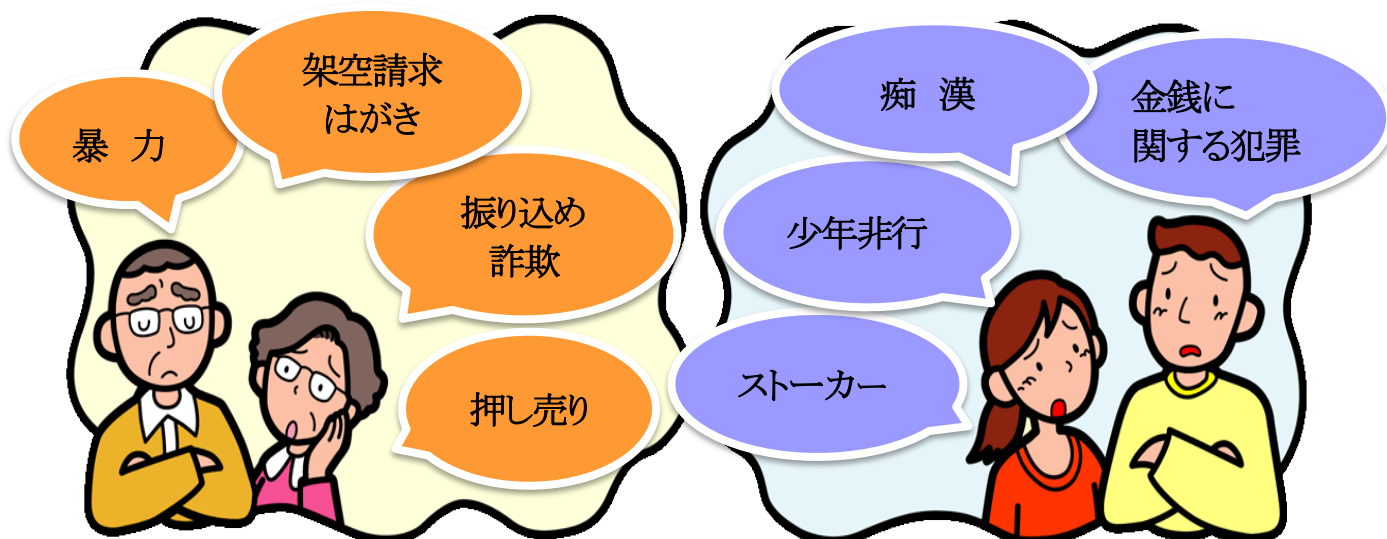 架空請求
はがき
暴　力
振り込め
詐欺
押し売り
痴　漢
金銭に
関する犯罪
少年非行
ストーカー